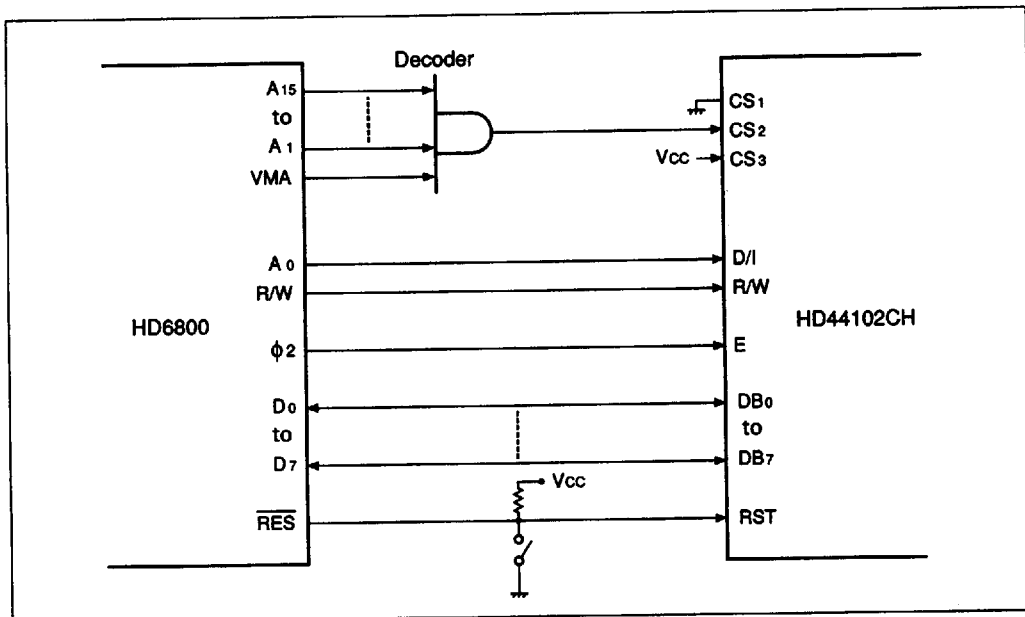 Decoder
A15
to
A1
VMA
CS1
CS2
Vcc
CS3
A0
D/I
R/W
R/W
HD6800
HD44102CH
ϕ2
E
D0
DB0
to
to
D7
DB7
Vcc
RES
RST